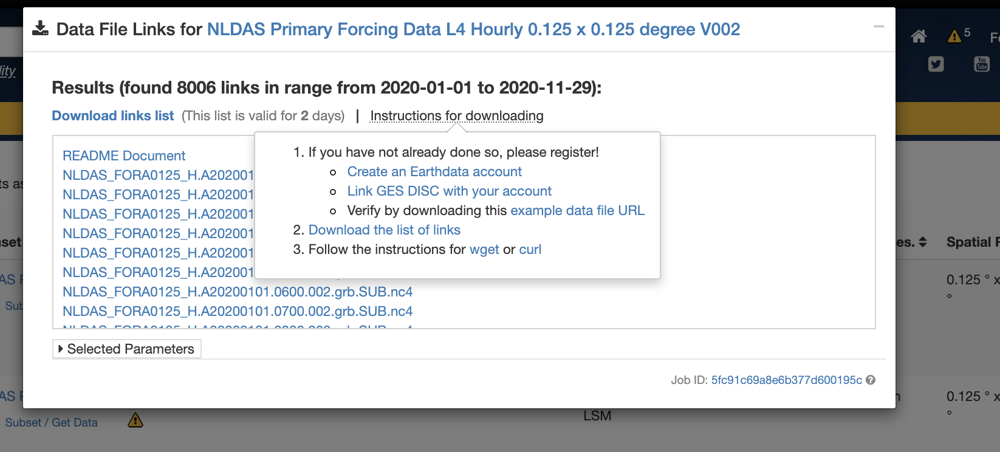 Data File Links for NLDAS Primary Forcing Data L4 Hourly 0.125 x 0.125 degree V002
5
lity
Results (found 8006 links in range from 2020-01-01 to 2020-11-29):
Download links list (This list is valid for 2 days) | Instructions for downloading
README Document
NLDAS_FORA0125_H.A202001
NLDAS_FORA0125_H.A202001
NLDAS_FORA0125_H.A202001
NLDAS_FORA0125_H.A202001
NLDAS_FORA0125_H.A202001
NLDAS_FORA0125_H.A202001
NLDAS_FORA0125_H.A20200101.0600.002.grb.SUB.nc4
NLDAS_FORA0125_H.A20200101.0700.002.grb.SUB.nc4
1. If you have not already done so, please register!
Create an Earthdata account
Link GES DISC with your account
Verify by downloading this example data file URL
2. Download the list of links
3. Follow the instructions for wget or curl
Selected Parameters
Job ID: 5fc91c69a8e6b377d600195c
You Tube
ts as
set
es.
Spatial
AS
Sub
0.125 ° x
°
AS
Subset / Get Data
LSM
0.125 ° x
°